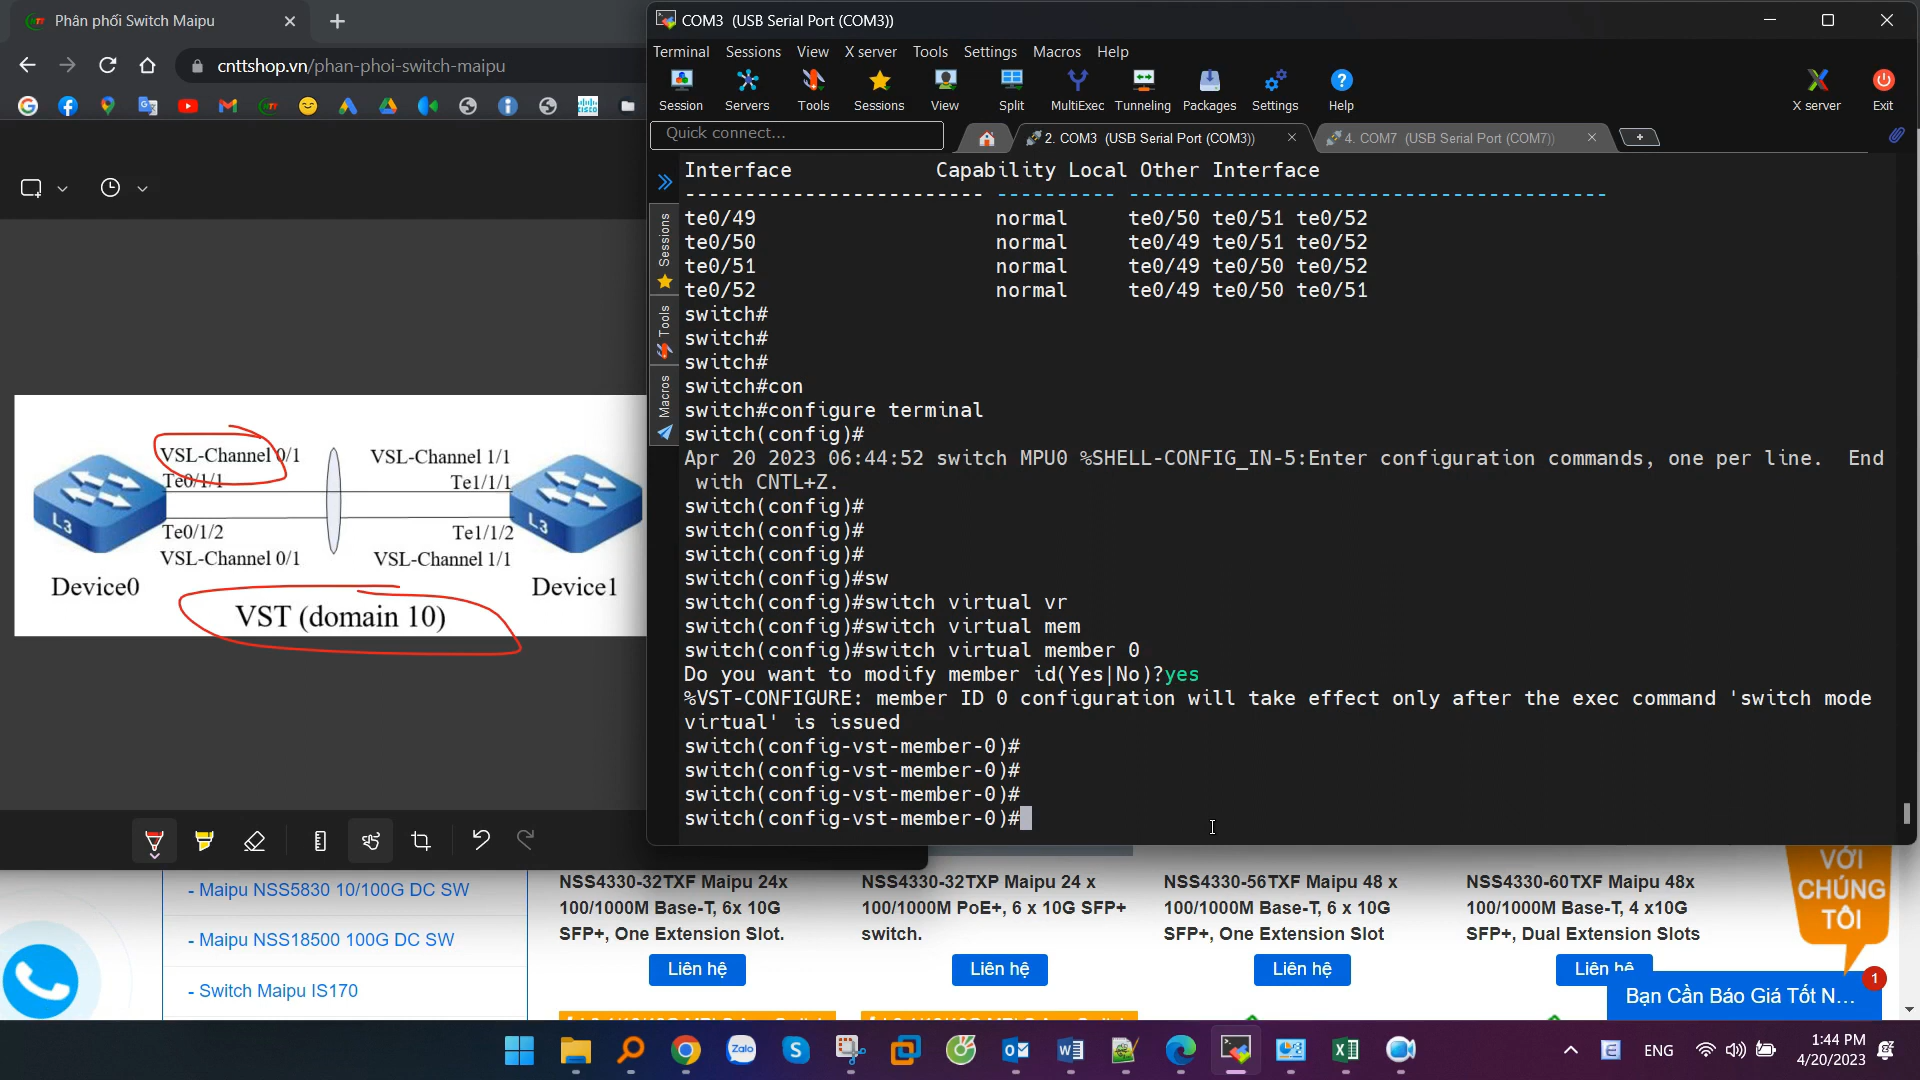 Phân phối Switch Maipu
cnttshop.vn/phan-phoi-switch-maipu
COM3 (USB Serial Port (COM3))
Terminal Sessions View X server Tools Settings Macros Help
Session Servers Tools Sessions View Split MultiExec Tunneling Packages Settings Help X server Exit
Quick connect...
2. COM3 (USB Serial Port (COM3))
4. COM7 (USB Serial Port (COM7))
Sessions
Tools
Macros
Interface Capability Local Other Interface
------------------------- ---------- ----------------------------------------
te0/49 normal te0/50 te0/51 te0/52
te0/50 normal te0/49 te0/51 te0/52
te0/51 normal te0/49 te0/50 te0/52
te0/52 normal te0/49 te0/50 te0/51
switch#
switch#
switch#
switch#con
switch#configure terminal
switch(config)#
Apr 20 2023 06:44:52 switch MPU0 %SHELL-CONFIG_IN-5:Enter configuration commands, one per line. End
with CNTL+Z.
switch(config)#
switch(config)#
switch(config)#
switch(config)#sw
switch(config)#switch virtual vr
switch(config)#switch virtual mem
switch(config)#switch virtual member 0
Do you want to modify member id(Yes|No)?yes
%VST-CONFIGURE: member ID 0 configuration will take effect only after the exec command 'switch mode
virtual' is issued
switch(config-vst-member-0)#
switch(config-vst-member-0)#
switch(config-vst-member-0)#
switch(config-vst-member-0)#
VSL-Channel 0/1 VSL-Channel 1/1
Te0/1/1 Te1/1/1
L3 L3
Te0/1/2 Te1/1/2
VSL-Channel 0/1 VSL-Channel 1/1
Device0 Device1
VST (domain 10)
- Maipu NSS5830 10/100G DC SW
- Maipu NSS18500 100G DC SW
- Switch Maipu IS170
NSS4330-32TXF Maipu 24x
100/1000M Base-T, 6x 10G
SFP+, One Extension Slot.
Liên hệ
NSS4330-32TXP Maipu 24 x
100/1000M PoE+, 6 x 10G SFP+
switch.
Liên hệ
NSS4330-56TXF Maipu 48 x
100/1000M Base-T, 6 x 10G
SFP+, One Extension Slot
Liên hệ
NSS4330-60TXF Maipu 48x
100/1000M Base-T, 4 x10G
SFP+, Dual Extension Slots
Liên hệ
VỚI
CHÚNG
TÔI
Bạn Cần Báo Giá Tốt N...
1
Zalo
ENG
1:44 PM
4/20/2023